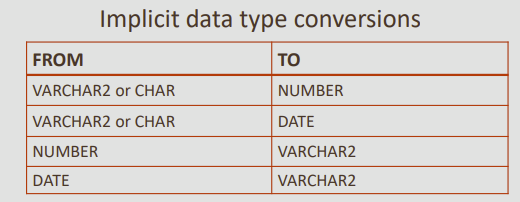 Implicit data type conversions
FROM TO
VARCHAR2 or CHAR NUMBER
VARCHAR2 or CHAR DATE
NUMBER VARCHAR2
DATE VARCHAR2